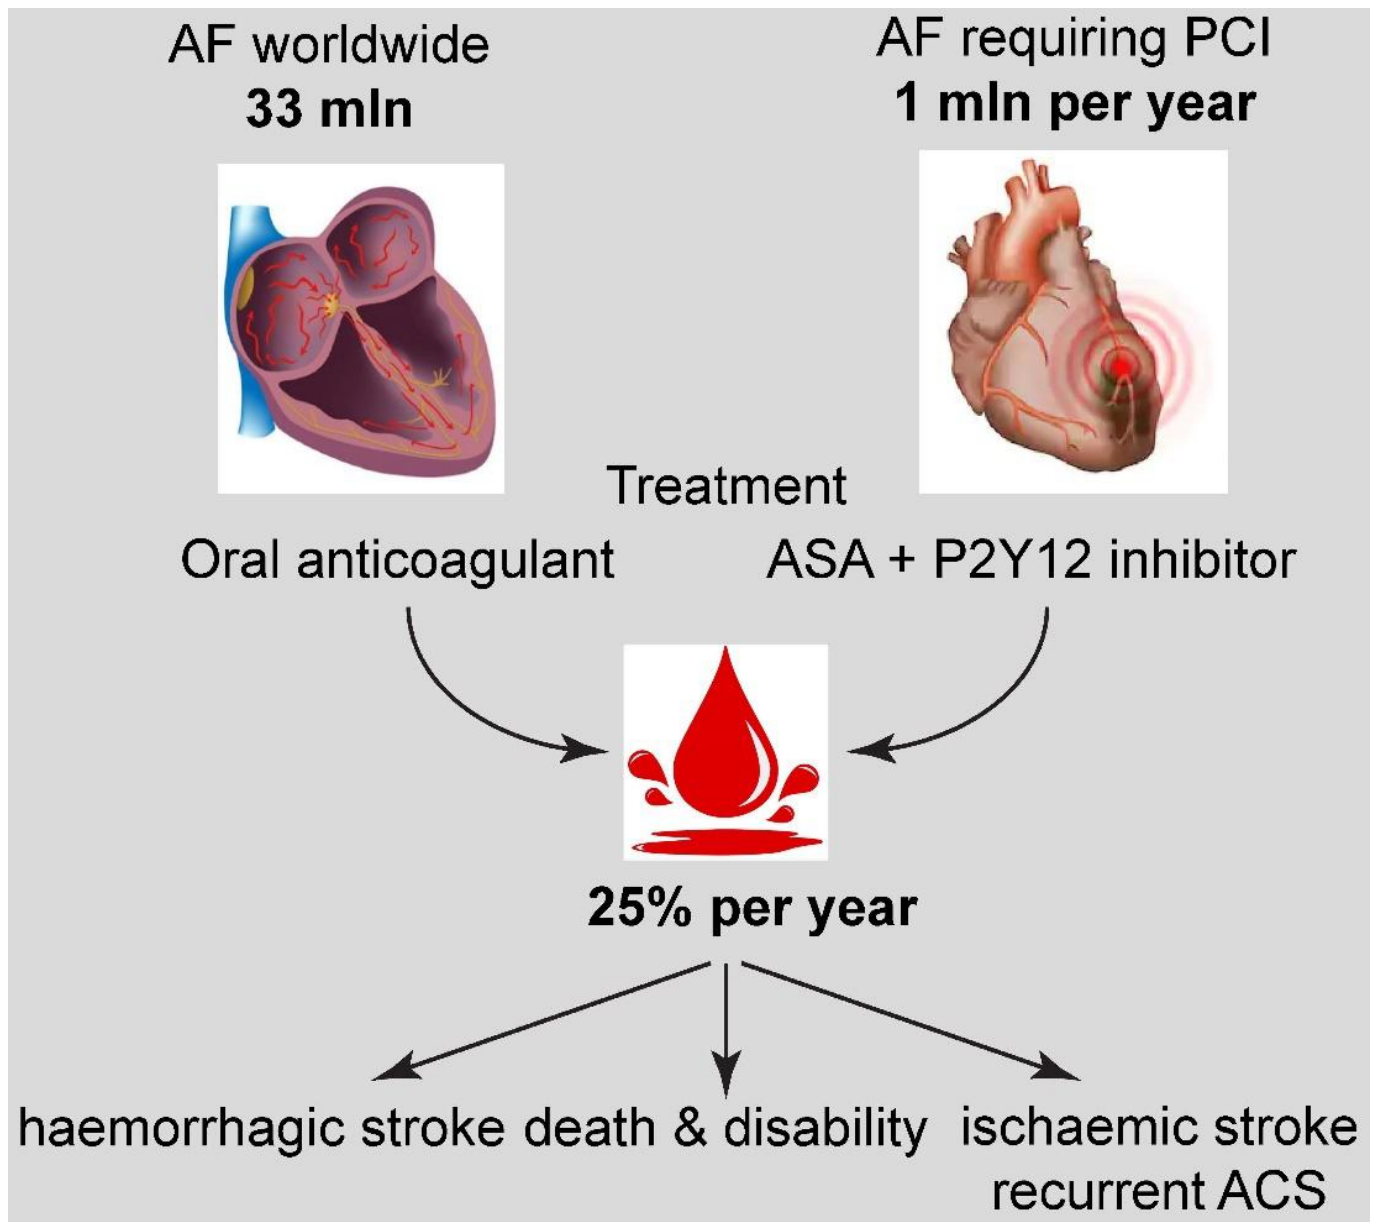 AF worldwide
33 mln
AF requiring PCI
1 mln per year
Treatment
Oral anticoagulant
ASA + P2Y12 inhibitor
25% per year
haemorrhagic stroke
death & disability
ischaemic stroke
recurrent ACS